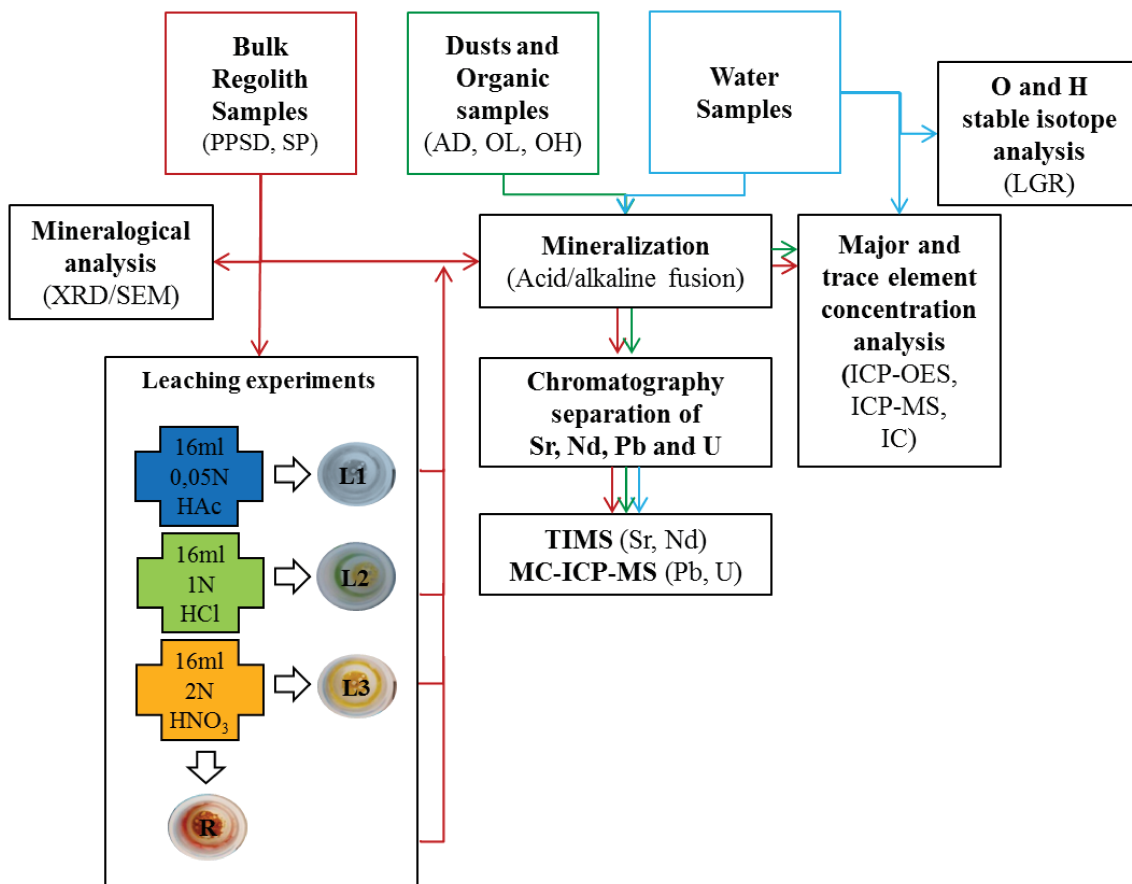 Bulk
Regolith
Samples
(PPSD, SP)
Dusts and
Organic
samples
(AD, OL, OH)
Water
Samples
O and H
stable isotope
analysis
(LGR)
Mineralogical
analysis
(XRD/SEM)
Mineralization
(Acid/alkaline fusion)
Major and
trace element
concentration
analysis
(ICP-OES,
ICP-MS,
IC)
Leaching experiments
16ml
0,05N
HAc
L1
16ml
1N
HCl
L2
16ml
2N
HNO₃
L3
R
Chromatography
separation of
Sr, Nd, Pb and U
TIMS (Sr, Nd)
MC-ICP-MS (Pb, U)